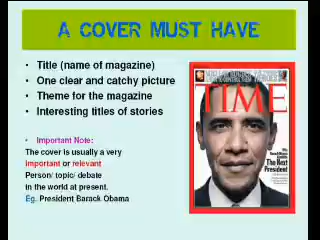 A COVER MUST HAVE
• Title (name of magazine)
• One clear and catchy picture
• Theme for the magazine
• Interesting titles of stories
• Important Note:
The cover is usually a very
important or relevant
Person/ topic/ debate
in the world at present.
Eg. President Barack Obama
TIME
The Next
President